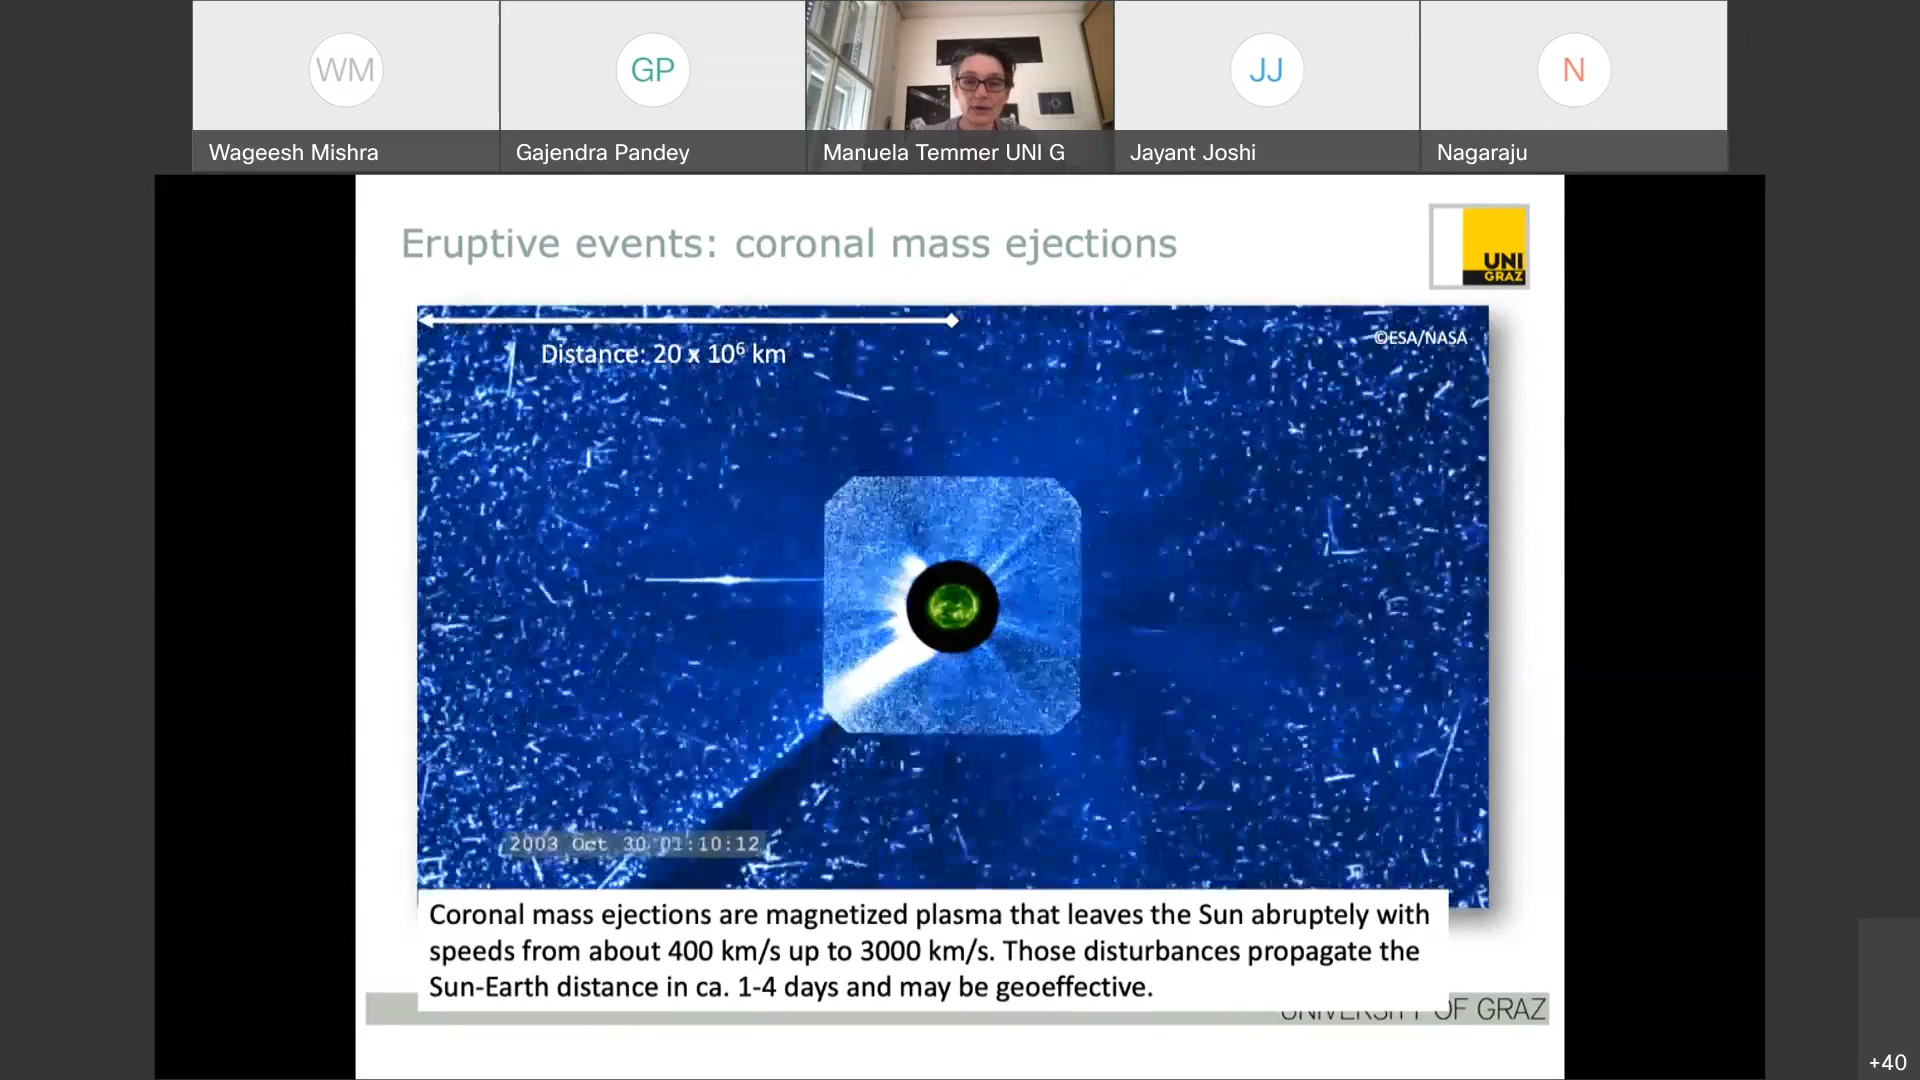 WM
GP
JJ
N
Wageesh Mishra
Gajendra Pandey
Manuela Temmer UNI G
Jayant Joshi
Nagaraju
Eruptive events: coronal mass ejections
UNI
GRAZ
Distance: 20 x 10⁶ km
©ESA/NASA
2003 Oct 30 01:10:12
Coronal mass ejections are magnetized plasma that leaves the Sun abruptely with
speeds from about 400 km/s up to 3000 km/s. Those disturbances propagate the
Sun-Earth distance in ca. 1-4 days and may be geoeffective.
UNIVERSITY OF GRAZ
+40